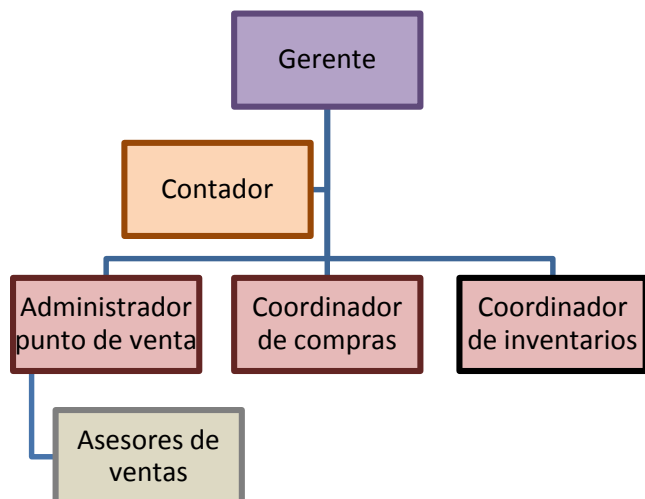 Gerente
Contador
Administrador
punto de venta
Coordinador
de compras
Coordinador
de inventarios
Asesores de
ventas